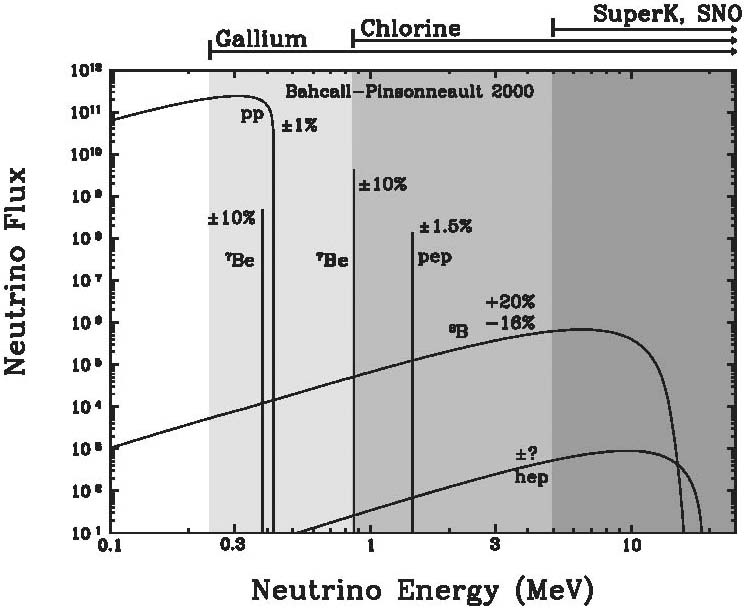 SuperK, SNO
Gallium
Chlorine
Bahcall-Pinsonneault 2000
10¹²
10¹¹
10¹⁰
10⁹
10⁸
10⁷
10⁶
10⁵
10⁴
10³
10²
10¹
pp
±1%
±10%
±10%
±1.5%
⁷Be
⁷Be
pep
+20%
-16%
⁸B
±?
hep
0.1
0.3
1
3
10
Neutrino Flux
Neutrino Energy (MeV)